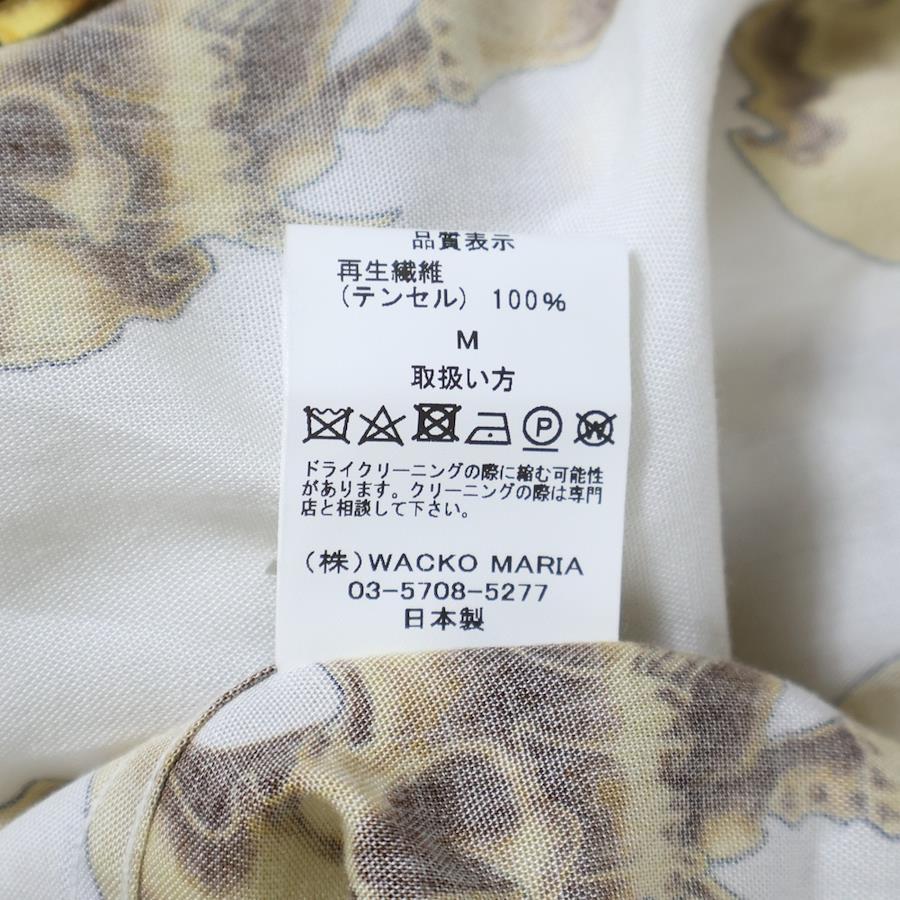 品質表示
再生繊維
(テンセル) 100%
M
取扱い方
P
W
ドライクリーニングの際に縮む可能性
があります。クリーニングの際は専門
店と相談して下さい。
(株)WACKO MARIA
03-5708-5277
日本製